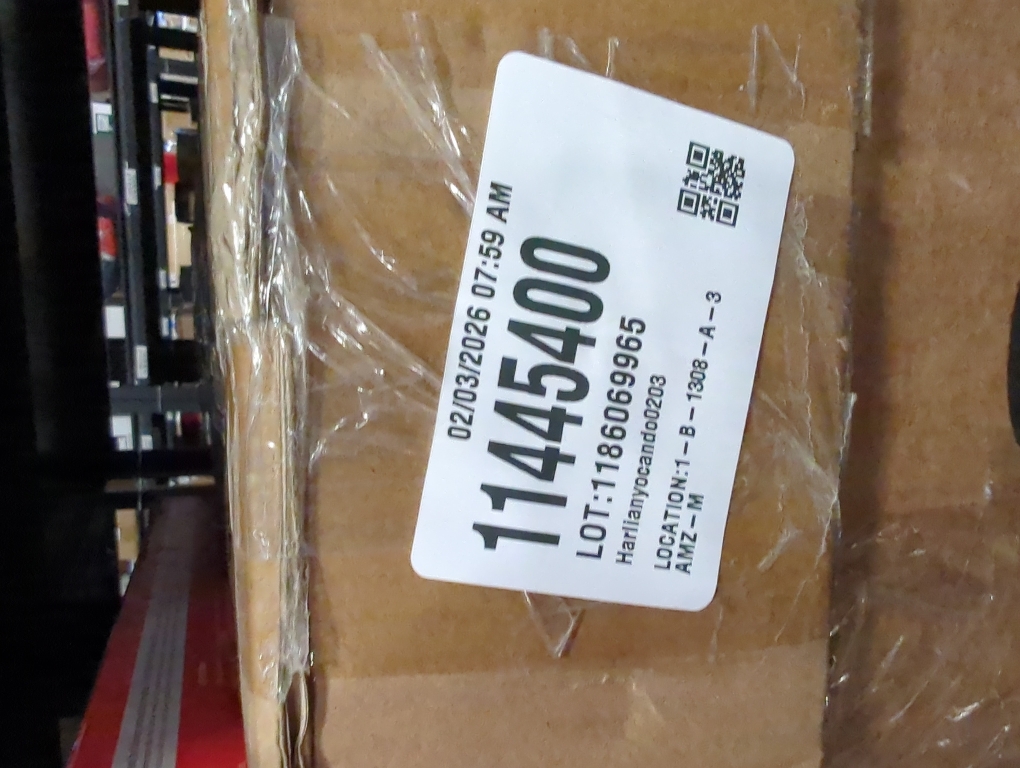 02/03/2026 07:59 AM
11445400
LOT:1186069965
Harlianyocando0203
LOCATION:1-B-1308-A-3
AMZ-M